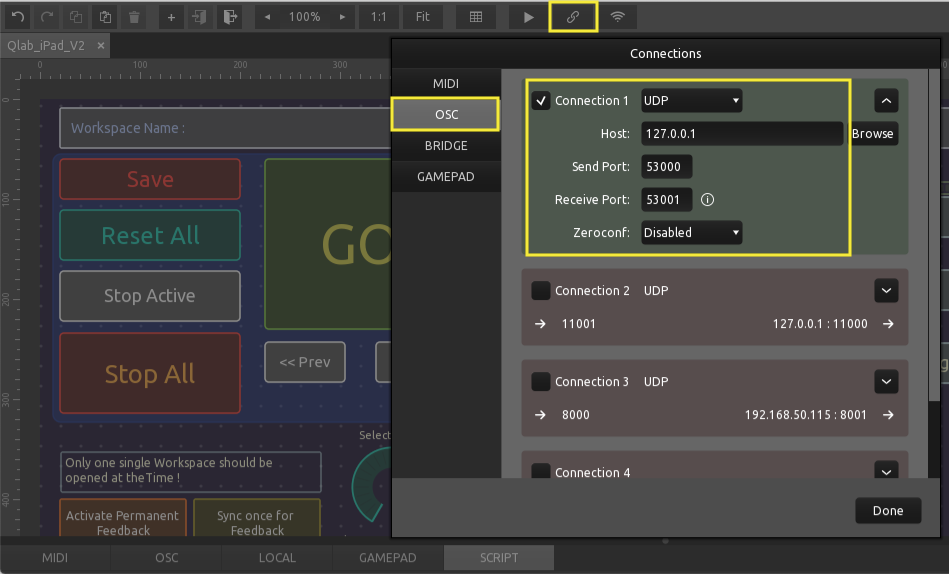 100%
1:1
Fit
Qlab_iPad_V2 ×
0 100 200 300
0
100
200
300
400
Workspace Name :
Save
Reset All
Stop Active
Stop All
GO
<< Prev
Select
Only one single Workspace should be
opened at theTime !
Activate Permanent
Feedback
Sync once for
Feedback
MIDI
OSC
LOCAL
GAMEPAD
SCRIPT
Connections
MIDI
OSC
BRIDGE
GAMEPAD
Connection 1 UDP
Host: 127.0.0.1 Browse
Send Port: 53000
Receive Port: 53001
Zeroconf: Disabled
Connection 2 UDP
→ 11001 127.0.0.1 : 11000 →
Connection 3 UDP
→ 8000 192.168.50.115 : 8001 →
Connection 4
Done